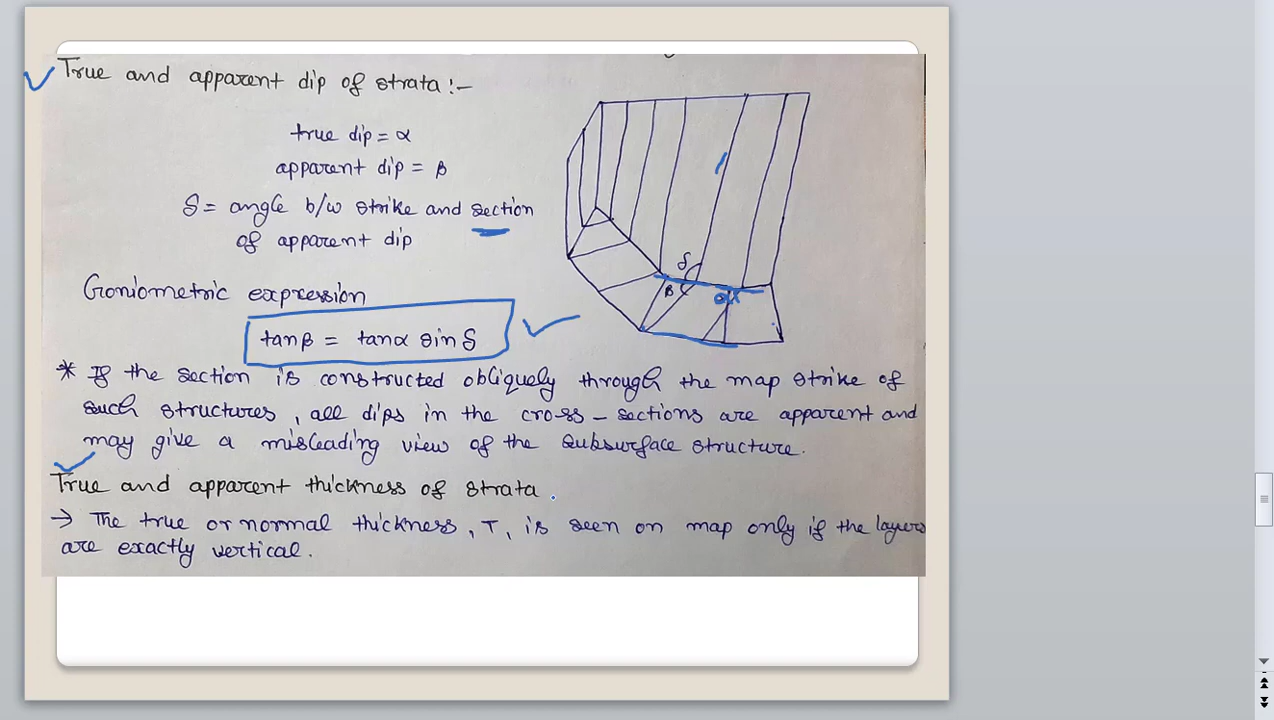 True and apparent dip of strata :-
true dip = α
apparent dip = β
δ = angle b/w strike and section
of apparent dip
Goniometric expression
tanβ = tanα sin δ
* If the section is constructed obliquely through the map strike of
such structures, all dips in the cross-sections are apparent and
may give a misleading view of the subsurface structure.
True and apparent thickness of strata.
→ The true or normal thickness, T, is seen on map only if the layers
are exactly vertical.
δ
β
α